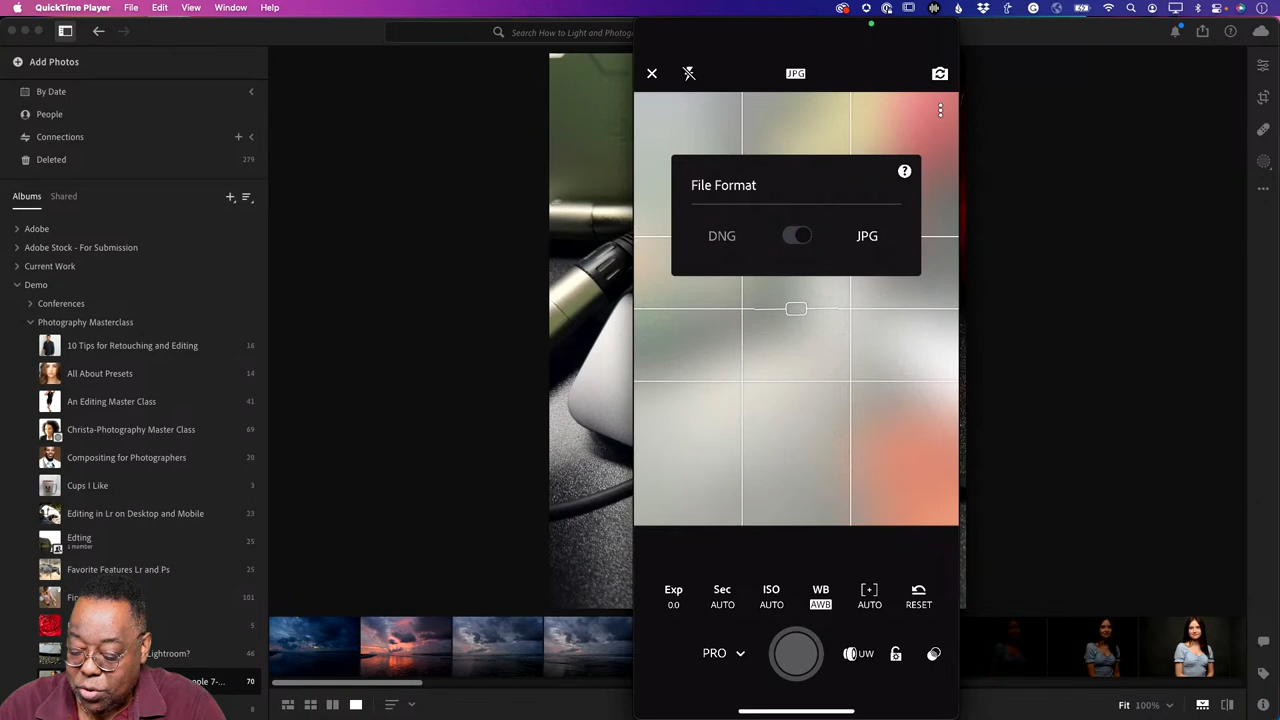 QuickTime Player File Edit View Window Help
Search How to Light and Photog
Add Photos
By Date
People
Connections
Deleted 279
Albums Shared
Adobe
Adobe Stock - For Submission
Current Work
Demo
Conferences
Photography Masterclass
10 Tips for Retouching and Editing 16
All About Presets 14
An Editing Master Class 41
Christa-Photography Master Class 69
Compositing for Photographers 20
Cups I Like 3
Editing in Lr on Desktop and Mobile 23
Edting 25
1 member
Favorite Features Lr and Ps 25
101
5
Lightroom?
70
8
JPG
File Format
DNG JPG
Exp Sec ISO WB [+] RESET
0.0 AUTO AUTO AWB AUTO
PRO UW
Fit 100%